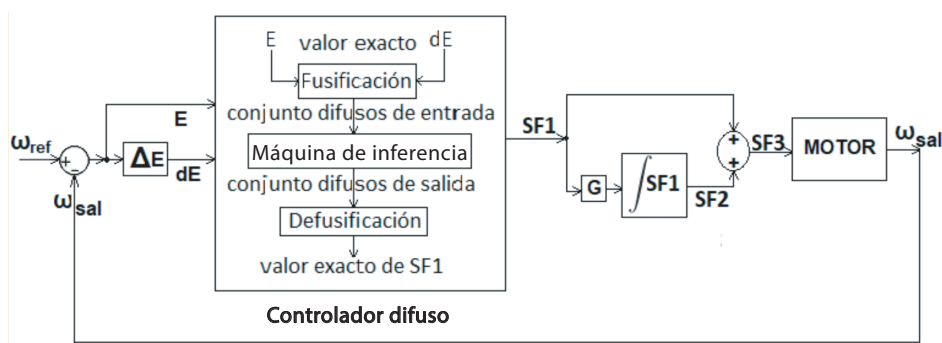 E valor exacto dE
Fusificación
conjunto difusos de entrada
Máquina de inferencia
conjunto difusos de salida
Defusificación
valor exacto de SF1
Controlador difuso
ωref
+
-
ωsal
E
ΔE
dE
SF1
G
∫SF1
SF2
+
+
SF3
MOTOR
ωsal